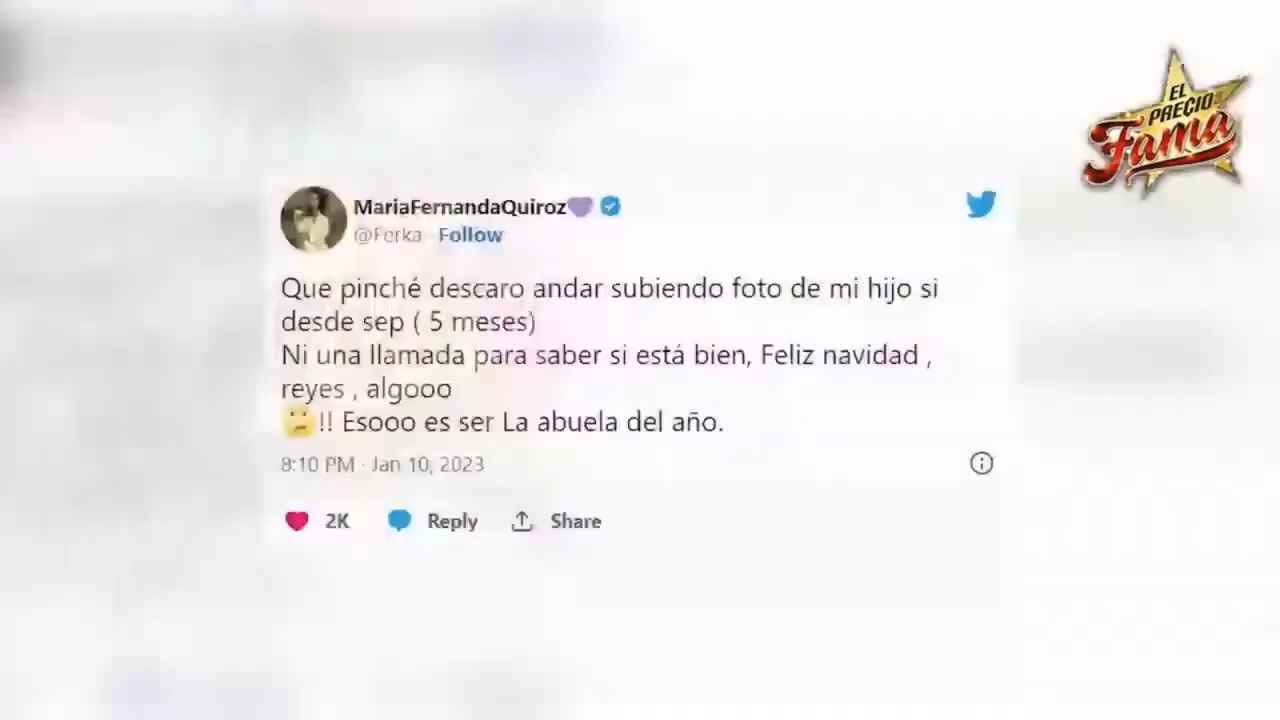 EL
PRECIO
Fama
MariaFernandaQuiroz
@Ferka · Follow
Que pinché descaro andar subiendo foto de mi hijo si
desde sep ( 5 meses)
Ni una llamada para saber si está bien, Feliz navidad ,
reyes , algooo
🫤!! Esooo es ser La abuela del año.
8:10 PM · Jan 10, 2023
2K Reply Share